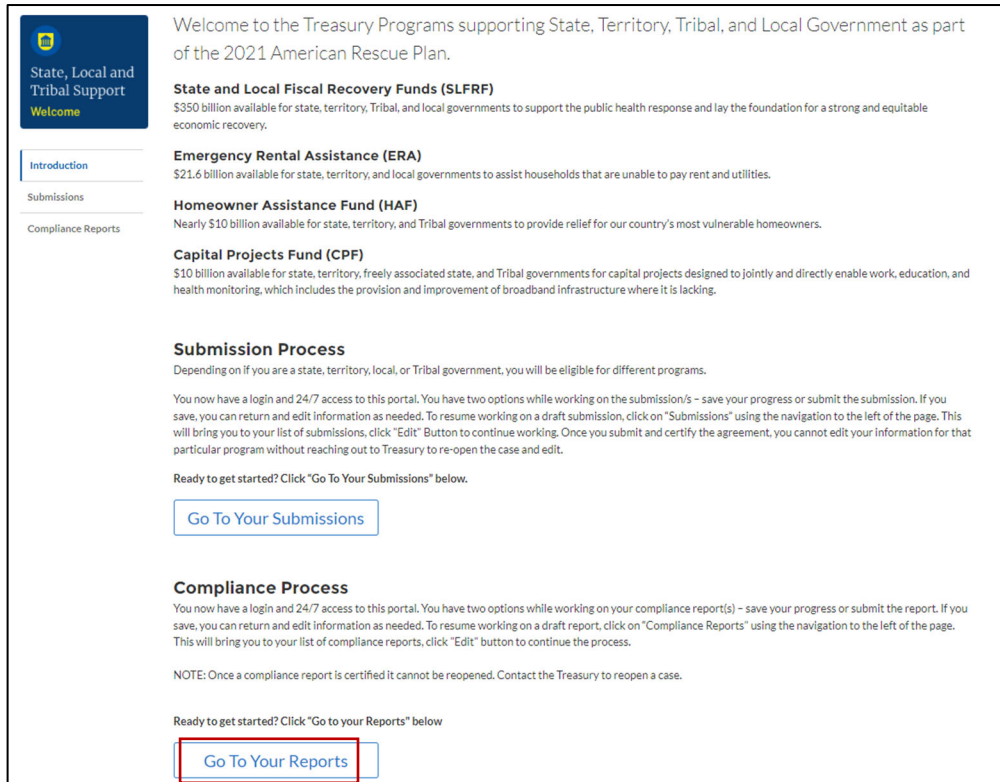 State, Local and
Tribal Support
Welcome
Introduction
Submissions
Compliance Reports
Welcome to the Treasury Programs supporting State, Territory, Tribal, and Local Government as part
of the 2021 American Rescue Plan.
State and Local Fiscal Recovery Funds (SLFRF)
$350 billion available for state, territory, Tribal, and local governments to support the public health response and lay the foundation for a strong and equitable
economic recovery.
Emergency Rental Assistance (ERA)
$21.6 billion available for state, territory, and local governments to assist households that are unable to pay rent and utilities.
Homeowner Assistance Fund (HAF)
Nearly $10 billion available for state, territory, and Tribal governments to provide relief for our country's most vulnerable homeowners.
Capital Projects Fund (CPF)
$10 billion available for state, territory, freely associated state, and Tribal governments for capital projects designed to jointly and directly enable work, education, and
health monitoring, which includes the provision and improvement of broadband infrastructure where it is lacking.
Submission Process
Depending on if you are a state, territory, local, or Tribal government, you will be eligible for different programs.
You now have a login and 24/7 access to this portal. You have two options while working on the submission/s – save your progress or submit the submission. If you
save, you can return and edit information as needed. To resume working on a draft submission, click on "Submissions" using the navigation to the left of the page. This
will bring you to your list of submissions, click "Edit" Button to continue working. Once you submit and certify the agreement, you cannot edit your information for that
particular program without reaching out to Treasury to re-open the case and edit.
Ready to get started? Click "Go To Your Submissions" below.
Go To Your Submissions
Compliance Process
You now have a login and 24/7 access to this portal. You have two options while working on your compliance report(s) – save your progress or submit the report. If you
save, you can return and edit information as needed. To resume working on a draft report, click on "Compliance Reports" using the navigation to the left of the page.
This will bring you to your list of compliance reports, click "Edit" button to continue the process.
NOTE: Once a compliance report is certified it cannot be reopened. Contact the Treasury to reopen a case.
Ready to get started? Click "Go to your Reports" below
Go To Your Reports